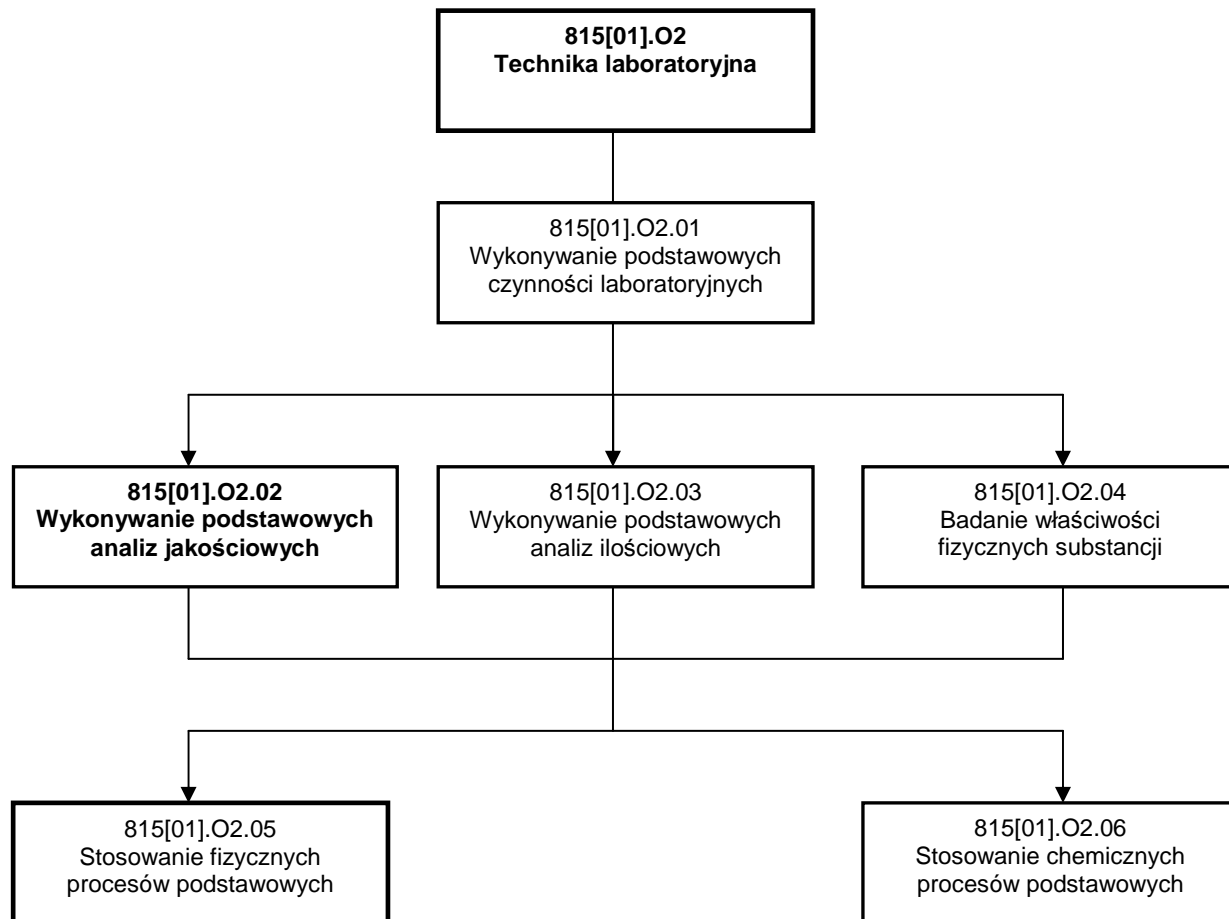 815[01].O2
Technika laboratoryjna
815[01].O2.01
Wykonywanie podstawowych
czynności laboratoryjnych
815[01].O2.02
Wykonywanie podstawowych
analiz jakościowych
815[01].O2.03
Wykonywanie podstawowych
analiz ilościowych
815[01].O2.04
Badanie właściwości
fizycznych substancji
815[01].O2.05
Stosowanie fizycznych
procesów podstawowych
815[01].O2.06
Stosowanie chemicznych
procesów podstawowych